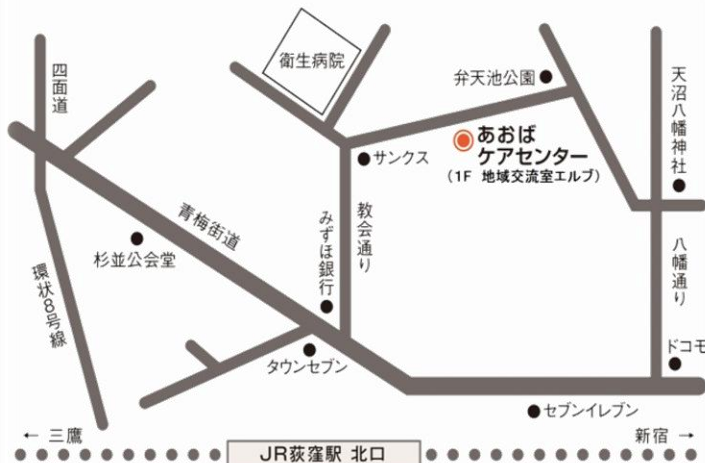 四面道
衛生病院
弁天池公園
天沼八幡神社
あおば
ケアセンター
(1F 地域交流室エルブ)
サンクス
教会通り
みずほ銀行
青梅街道
杉並公会堂
環状8号線
八幡通り
タウンセブン
ドコモ
セブンイレブン
← 三鷹
新宿 →
JR荻窪駅 北口